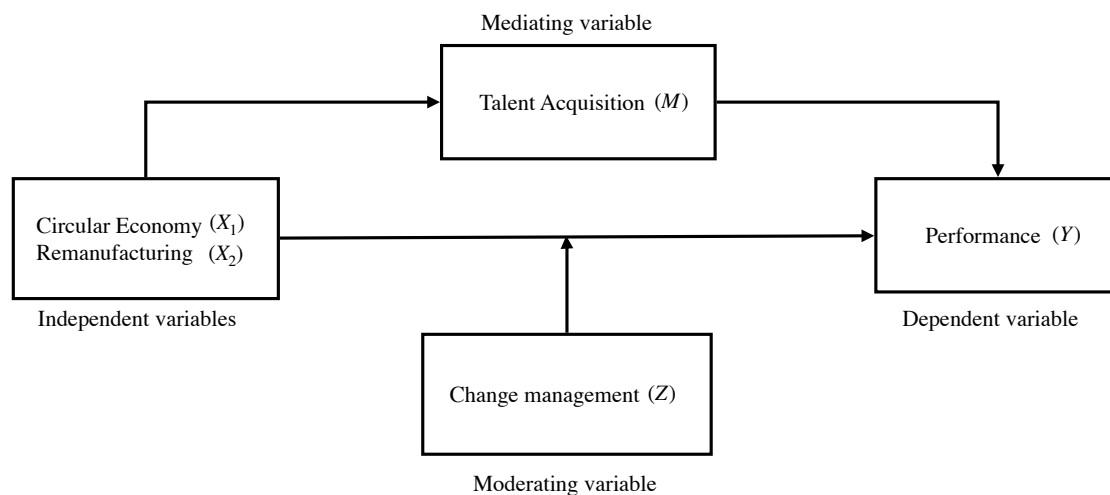 Mediating variable
Talent Acquisition (M)
Circular Economy (X₁)
Remanufacturing (X₂)
Performance (Y)
Independent variables
Dependent variable
Change management (Z)
Moderating variable